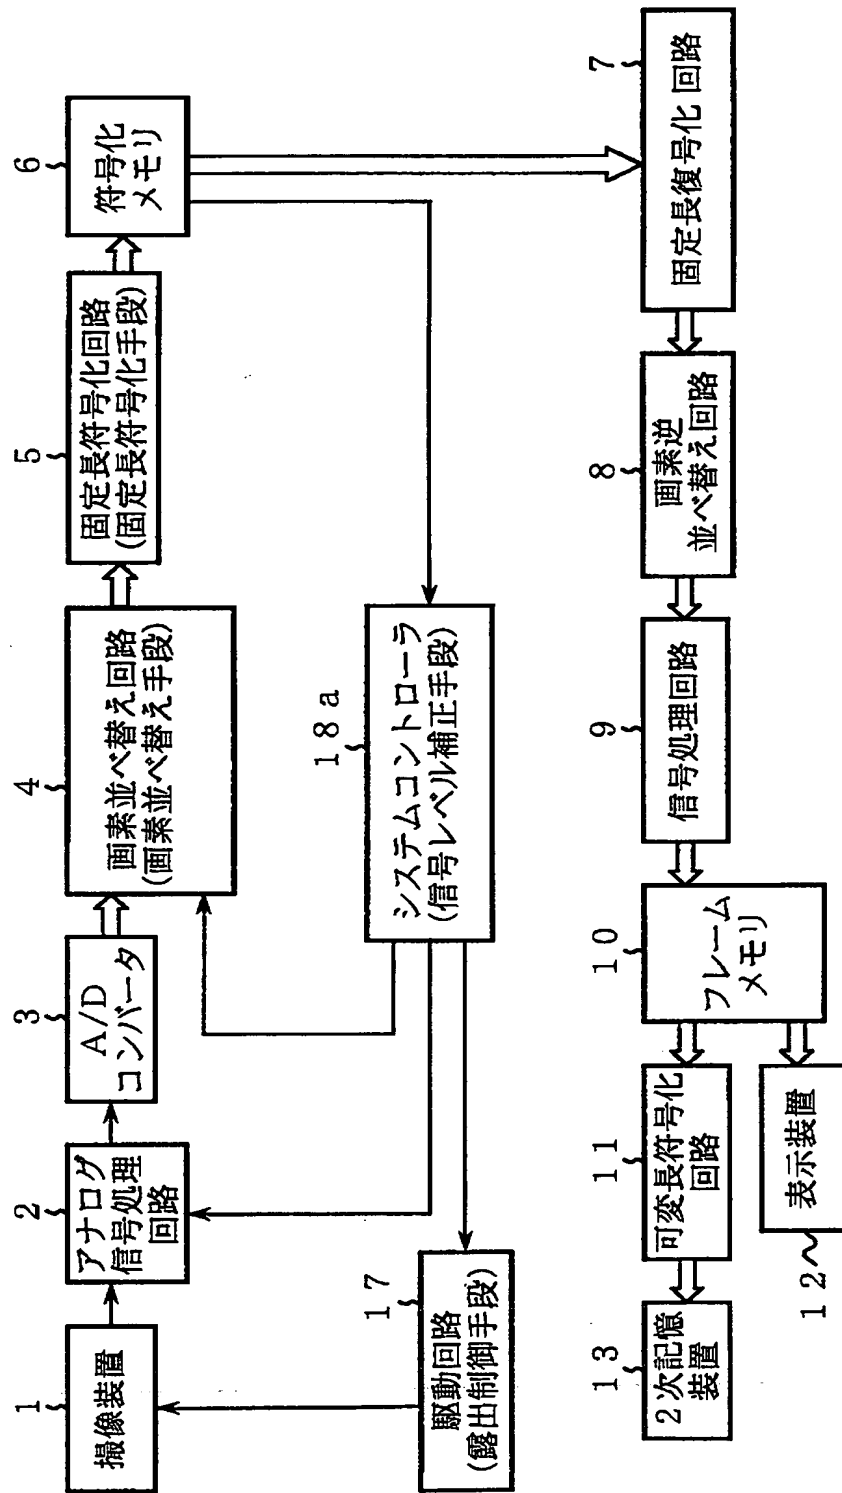 1
撮像装置
2
アナログ
信号処理
回路
3
A/D
コンバータ
4
画素並べ替え回路
(画素並べ替え手段)
5
固定長符号化回路
(固定長符号化手段)
6
符号化
メモリ
17
駆動回路
(露出制御手段)
18a
システムコントローラ
(信号レベル補正手段)
13
2次記憶
装置
11
可変長符号化
回路
12
表示装置
10
フレーム
メモリ
9
信号処理回路
8
画素逆
並べ替え回路
7
固定長復号化回路